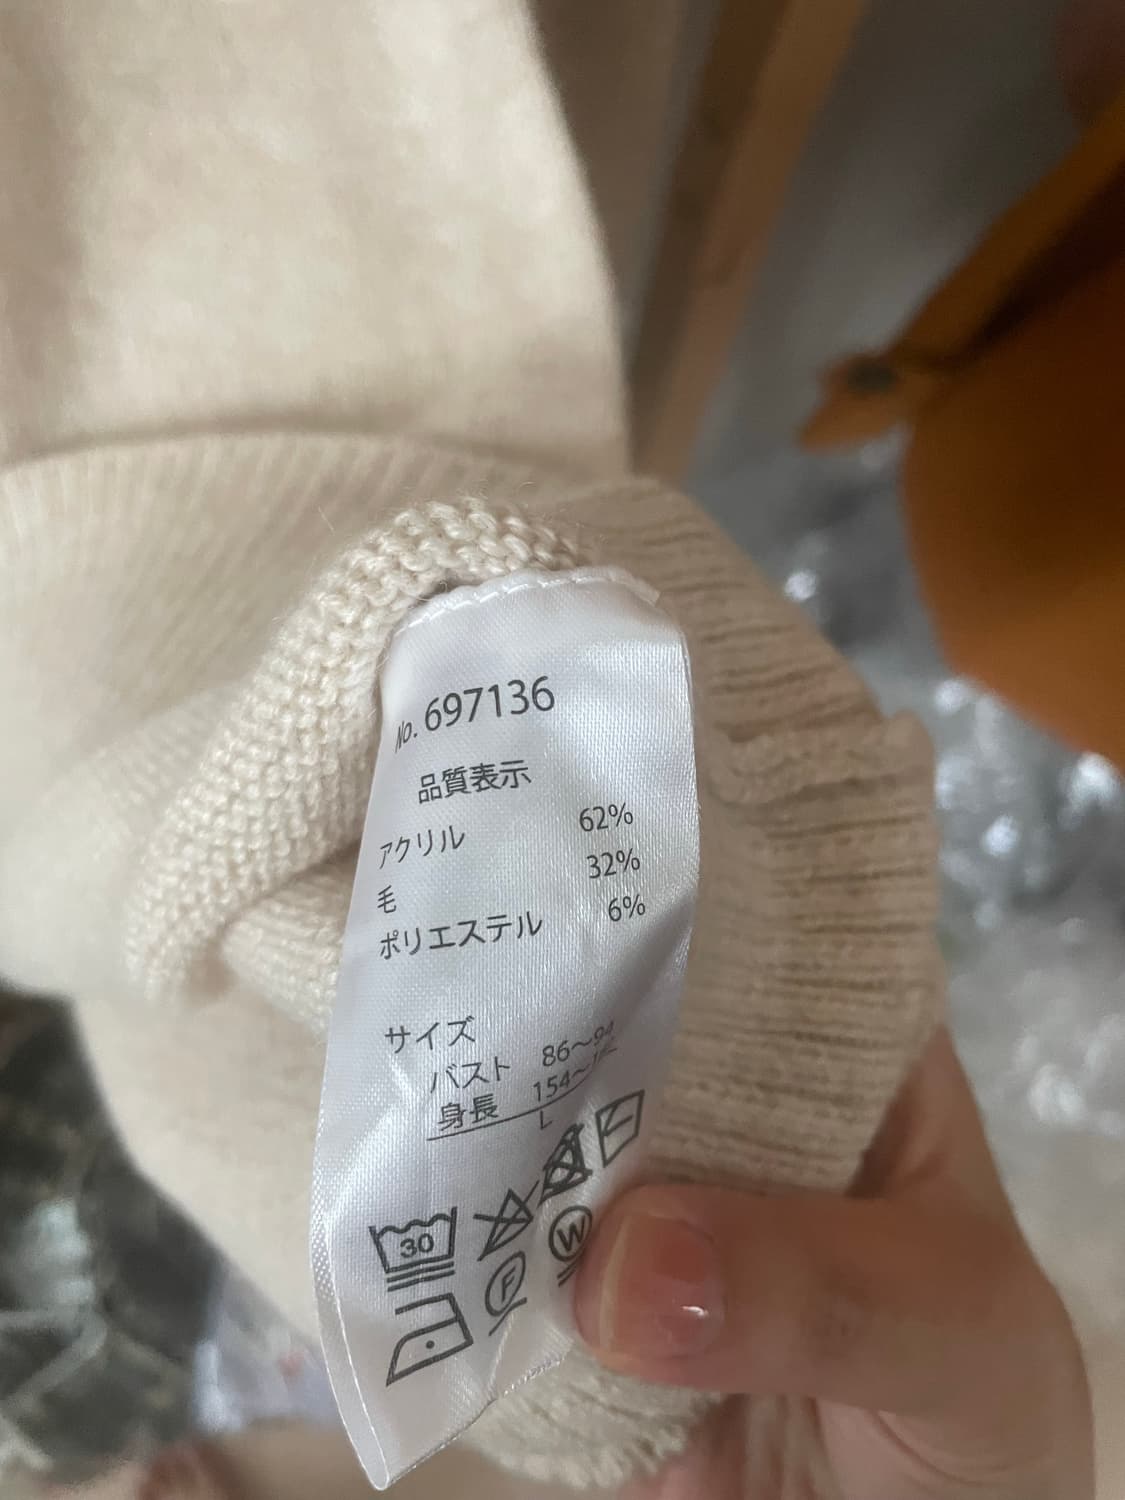 No. 697136
品質表示
アクリル 62%
毛 32%
ポリエステル 6%
サイズ
バスト 86～94
身長 154～
L
30
F
W